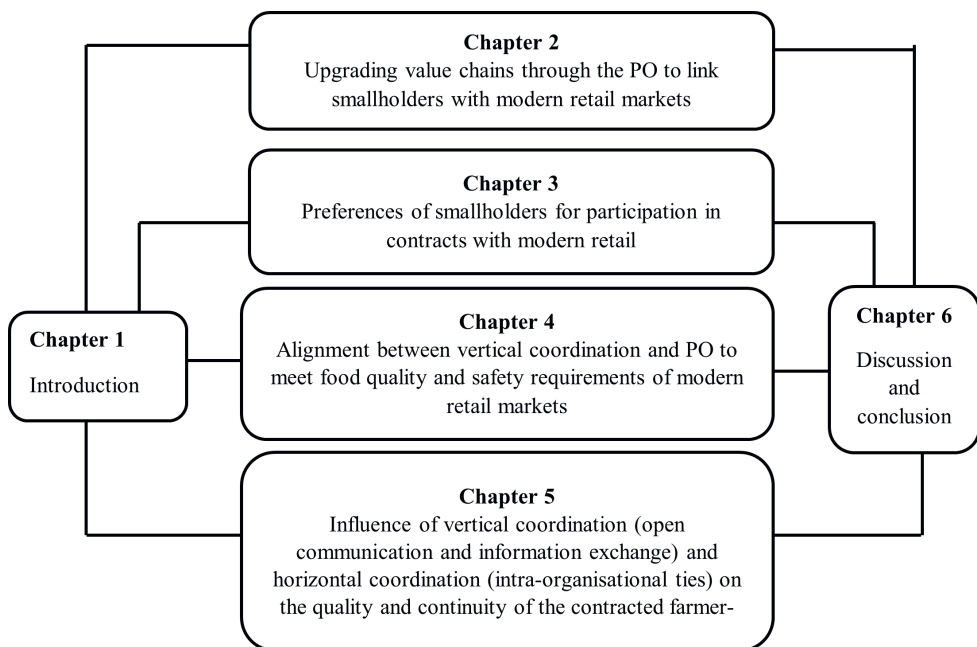 Chapter 2
Upgrading value chains through the PO to link
smallholders with modern retail markets
Chapter 3
Preferences of smallholders for participation in
contracts with modern retail
Chapter 1
Introduction
Chapter 4
Alignment between vertical coordination and PO to
meet food quality and safety requirements of modern
retail markets
Chapter 5
Influence of vertical coordination (open
communication and information exchange) and
horizontal coordination (intra-organisational ties) on
the quality and continuity of the contracted farmer-
Chapter 6
Discussion
and
conclusion